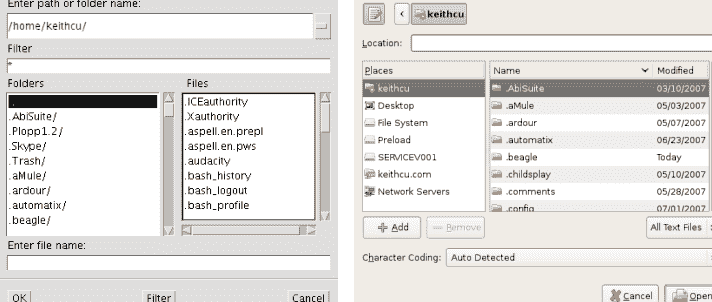 Enter path or folder name:
/home/keithcu/
Filter
*
Folders
Files
.
.AbiSuite/
.Plopp1.2/
.Skype/
.Trash/
.aMule/
.ardour/
.automatix/
.beagle/
.ICEauthority
.Xauthority
.aspell.en.prepl
.aspell.en.pws
.audacity
.bash_history
.bash_logout
.bash_profile
Enter file name:
OK
Filter
Cancel
keithcu
Location:
Places
keithcu
Desktop
File System
Preload
SERVICEV001
keithcu.com
Network Servers
Name
Modified
.AbiSuite
03/10/2007
.aMule
05/03/2007
.ardour
05/07/2007
.automatix
06/23/2007
.beagle
Today
.childsplay
05/10/2007
.comments
05/28/2007
.config
07/01/2007
Add
Remove
All Text Files
Character Coding:
Auto Detected
Cancel
Open